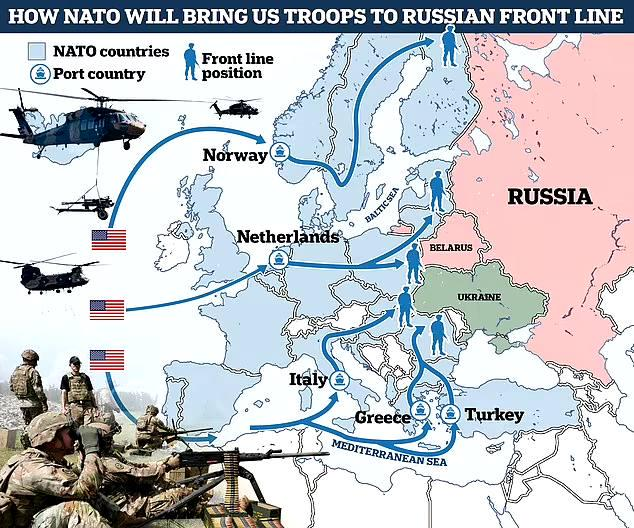 HOW NATO WILL BRING US TROOPS TO RUSSIAN FRONT LINE
NATO countries
Port country
Front line
position
Norway
RUSSIA
BALTIC SEA
Netherlands
BELARUS
UKRAINE
Italy
Greece
Turkey
MEDITERRANEAN SEA